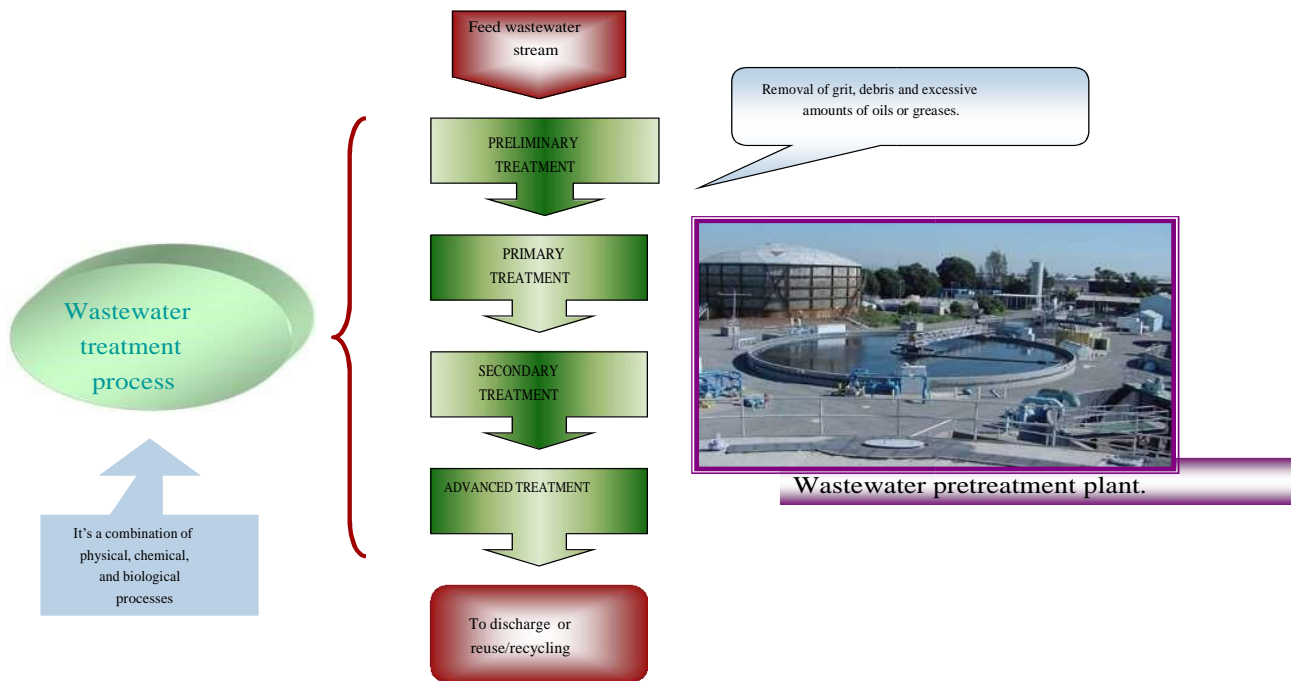 Feed wastewater
stream
Removal of grit, debris and excessive
amounts of oils or greases.
PRELIMINARY
TREATMENT
PRIMARY
TREATMENT
Wastewater
treatment
process
SECONDARY
TREATMENT
ADVANCED TREATMENT
Wastewater pretreatment plant.
It’s a combination of
physical, chemical,
and biological
processes
To discharge or
reuse/recycling